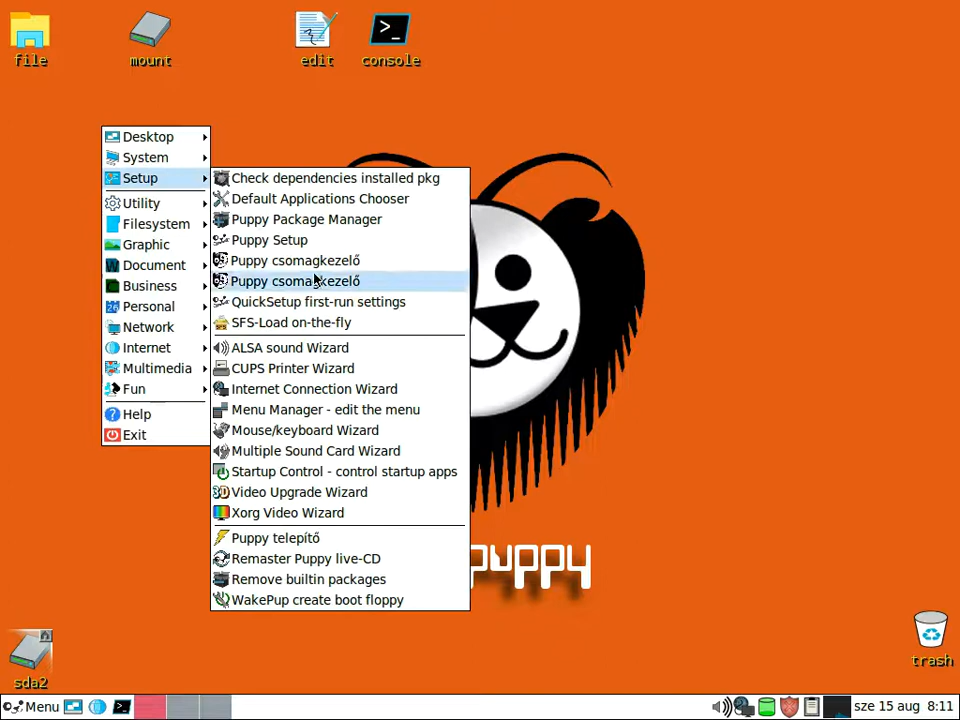 file
mount
edit
console
Desktop
System
Setup
Utility
Filesystem
Graphic
Document
Business
Personal
Network
Internet
Multimedia
Fun
Help
Exit
Check dependencies installed pkg
Default Applications Chooser
Puppy Package Manager
Puppy Setup
Puppy csomagkezelő
Puppy csomagkezelő
QuickSetup first-run settings
SFS-Load on-the-fly
ALSA sound Wizard
CUPS Printer Wizard
Internet Connection Wizard
Menu Manager - edit the menu
Mouse/keyboard Wizard
Multiple Sound Card Wizard
Startup Control - control startup apps
Video Upgrade Wizard
Xorg Video Wizard
Puppy telepítő
Remaster Puppy live-CD
Remove builtin packages
WakePup create boot floppy
puppy
sda2
trash
Menu
sze 15 aug 8:11